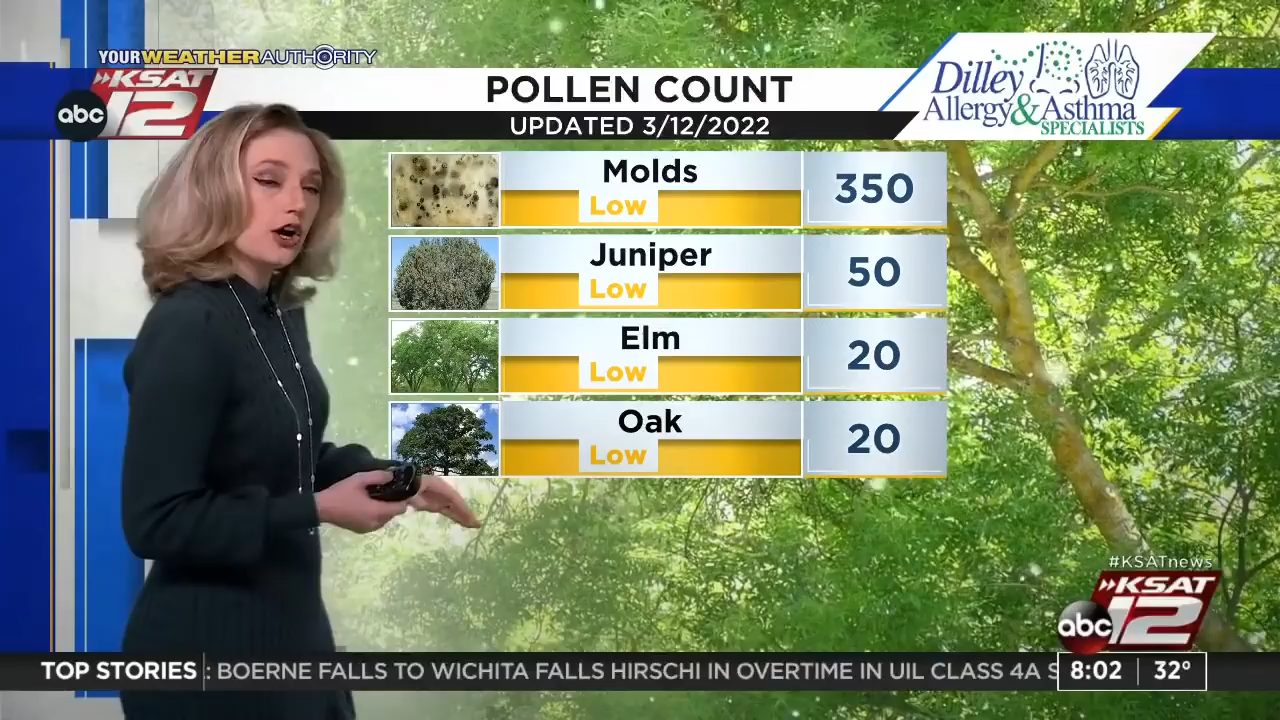 YOUR WEATHER AUTHORITY
KSAT
abc 12
POLLEN COUNT
UPDATED 3/12/2022
Dilley
Allergy & Asthma
SPECIALISTS
Molds
Low
350
Juniper
Low
50
Elm
Low
20
Oak
Low
20
#KSATnews
KSAT
abc 12
TOP STORIES : BOERNE FALLS TO WICHITA FALLS HIRSCHI IN OVERTIME IN UIL CLASS 4A
8:02 32°